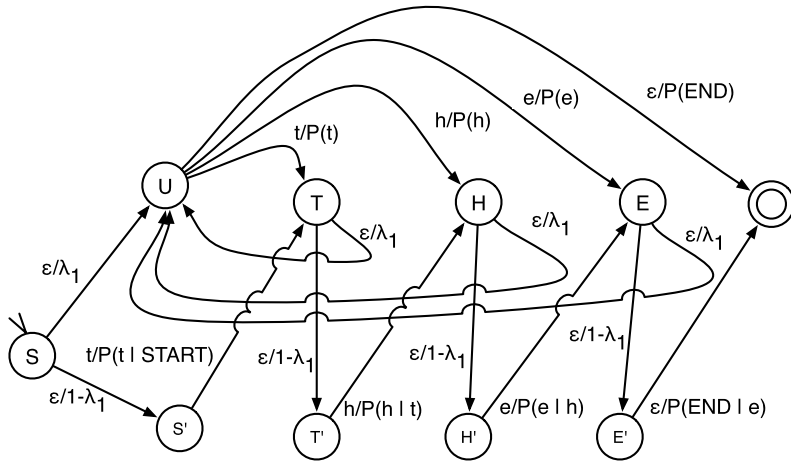 ε/P(END)
e/P(e)
h/P(h)
t/P(t)
U
T
H
E
ε/λ1
ε/λ1
ε/λ1
ε/λ1
S
t/P(t | START)
ε/1-λ1
ε/1-λ1
ε/1-λ1
ε/1-λ1
S'
T'
h/P(h | t)
H'
e/P(e | h)
E'
ε/P(END | e)